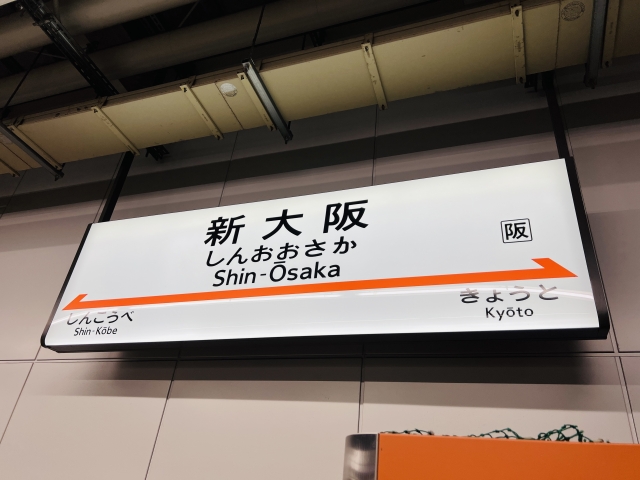 新大阪
しんおおさか
Shin-Ōsaka
阪
しんこうべ
Shin-Kōbe
きょうと
Kyōto